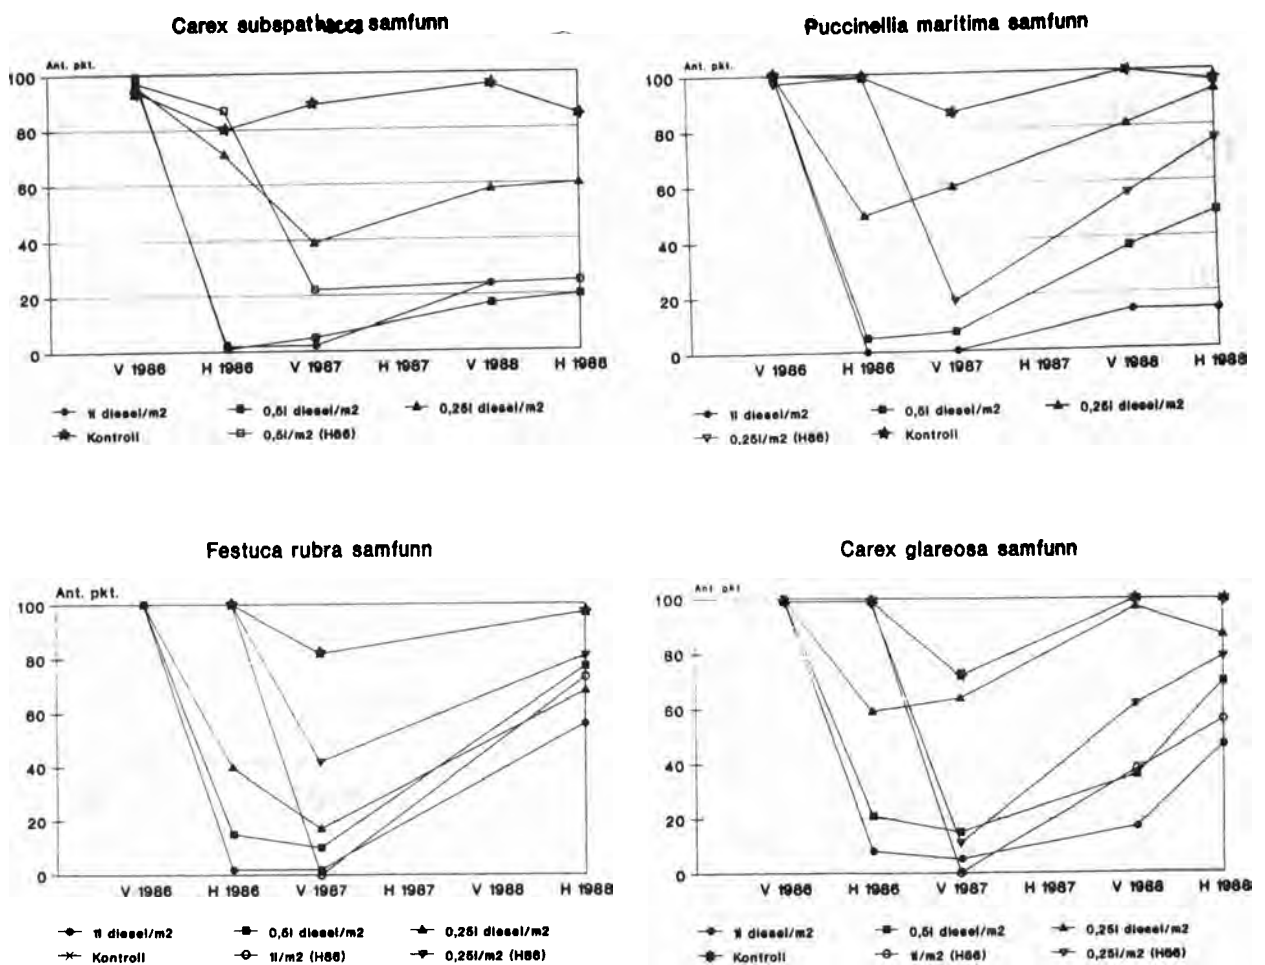 Carex subspathacea samfunn
Ant. pkt.
100
80
60
40
20
0
V 1986 H 1986 V 1987 H 1987 V 1988 H 1988
1l diesel/m2 0,5l diesel/m2 0,25l diesel/m2
Kontroll 0,5l/m2 (H86)
Puccinellia maritima samfunn
Ant. pkt.
100
80
60
40
20
0
V 1986 H 1986 V 1987 H 1987 V 1988 H 1988
1l diesel/m2 0,5l diesel/m2 0,25l diesel/m2
0,25l/m2 (H86) Kontroll
Festuca rubra samfunn
Ant. pkt.
100
80
60
40
20
0
V 1986 H 1986 V 1987 H 1987 V 1988 H 1988
1l diesel/m2 0,5l diesel/m2 0,25l diesel/m2
Kontroll 1l/m2 (H86) 0,25l/m2 (H86)
Carex glareosa samfunn
Ant. pkt
100
80
60
40
20
0
V 1986 H 1986 V 1987 H 1987 V 1988 H 1988
1l diesel/m2 0,5l diesel/m2 0,25l diesel/m2
Kontroll 1l/m2 (H86) 0,25l/m2 (H86)